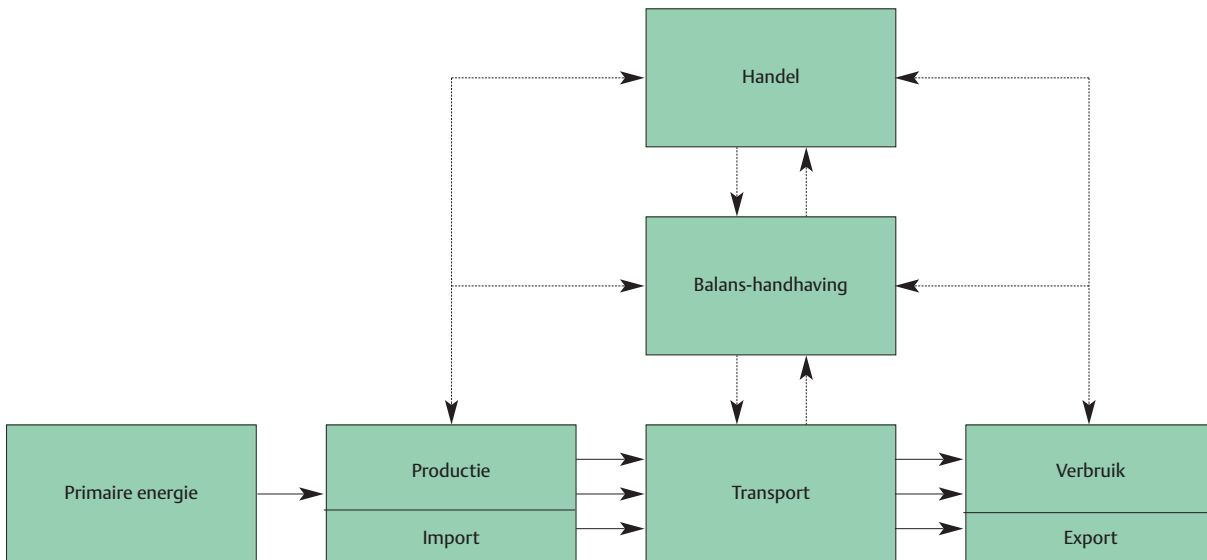 Handel
Balans-handhaving
Primaire energie
Productie
Import
Transport
Verbruik
Export